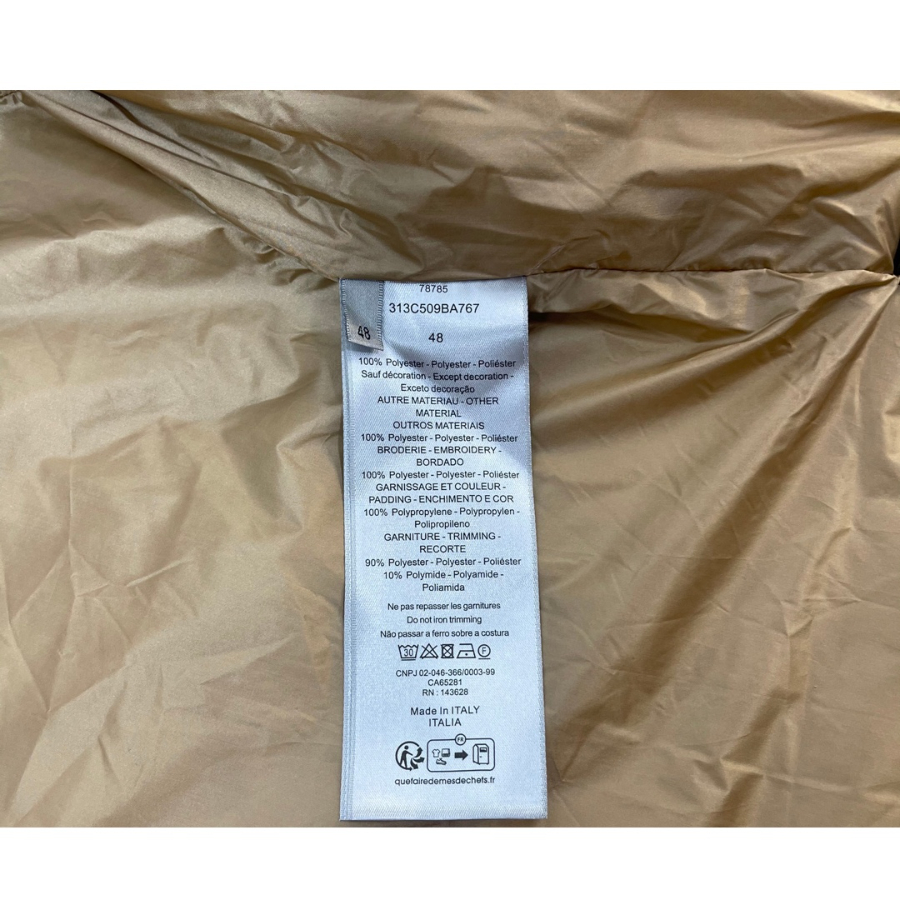 78785
313C509BA767
48
48
100% Polyester - Polyester - Poliéster
Sauf décoration - Except decoration -
Exceto decoração
AUTRE MATERIAU - OTHER
MATERIAL
OUTROS MATERIAIS
100% Polyester - Polyester - Poliéster
BRODERIE - EMBROIDERY -
BORDADO
100% Polyester - Polyester - Poliéster
GARNISSAGE ET COULEUR -
PADDING - ENCHIMENTO E COR
100% Polypropylene - Polypropylen -
Polipropileno
GARNITURE - TRIMMING -
RECORTE
90% Polyester - Polyester - Poliéster
10% Polymide - Polyamide -
Poliamida
Ne pas repasser les garnitures
Do not iron trimming
Não passar a ferro sobre a costura
30 F
CNPJ 02-046-366/0003-99
CA65281
RN : 143628
Made In ITALY
ITALIA
FR
quefairedemesdechefs.fr